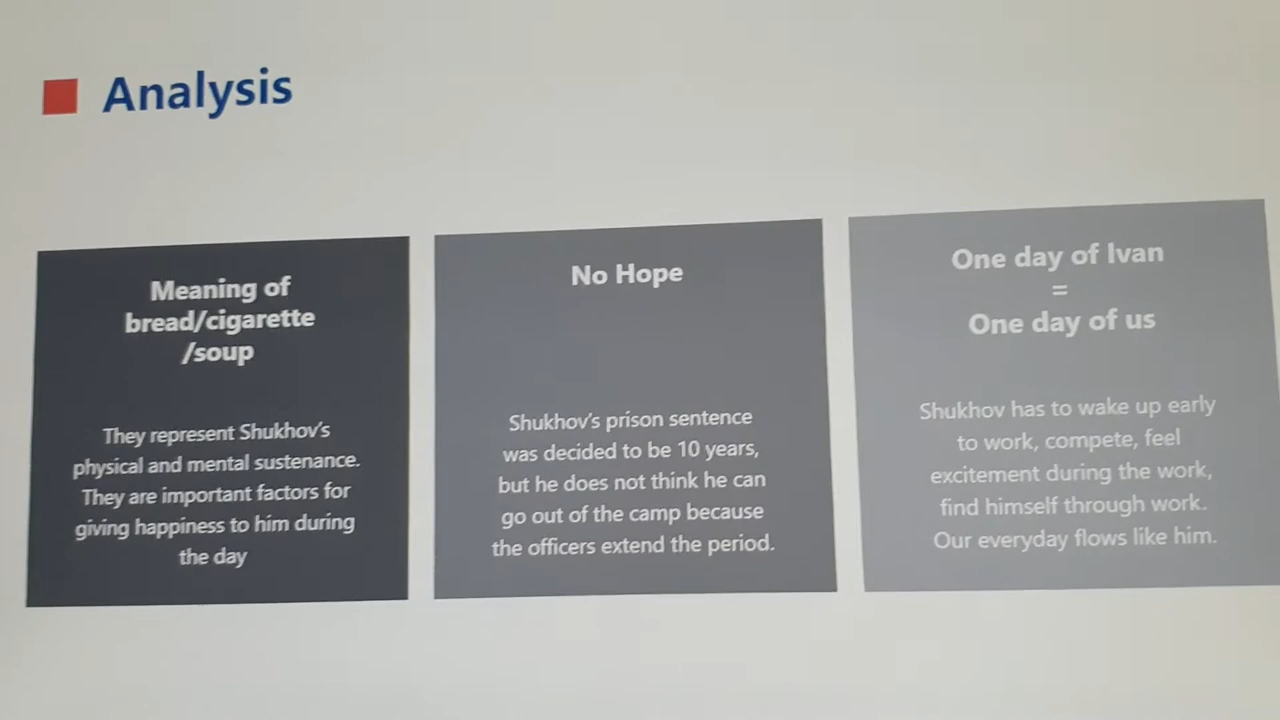 Analysis
Meaning of
bread/cigarette
/soup
They represent Shukhov's
physical and mental sustenance.
They are important factors for
giving happiness to him during
the day
No Hope
Shukhov's prison sentence
was decided to be 10 years,
but he does not think he can
go out of the camp because
the officers extend the period.
One day of Ivan
=
One day of us
Shukhov has to wake up early
to work, compete, feel
excitement during the work,
find himself through work.
Our everyday flows like him.